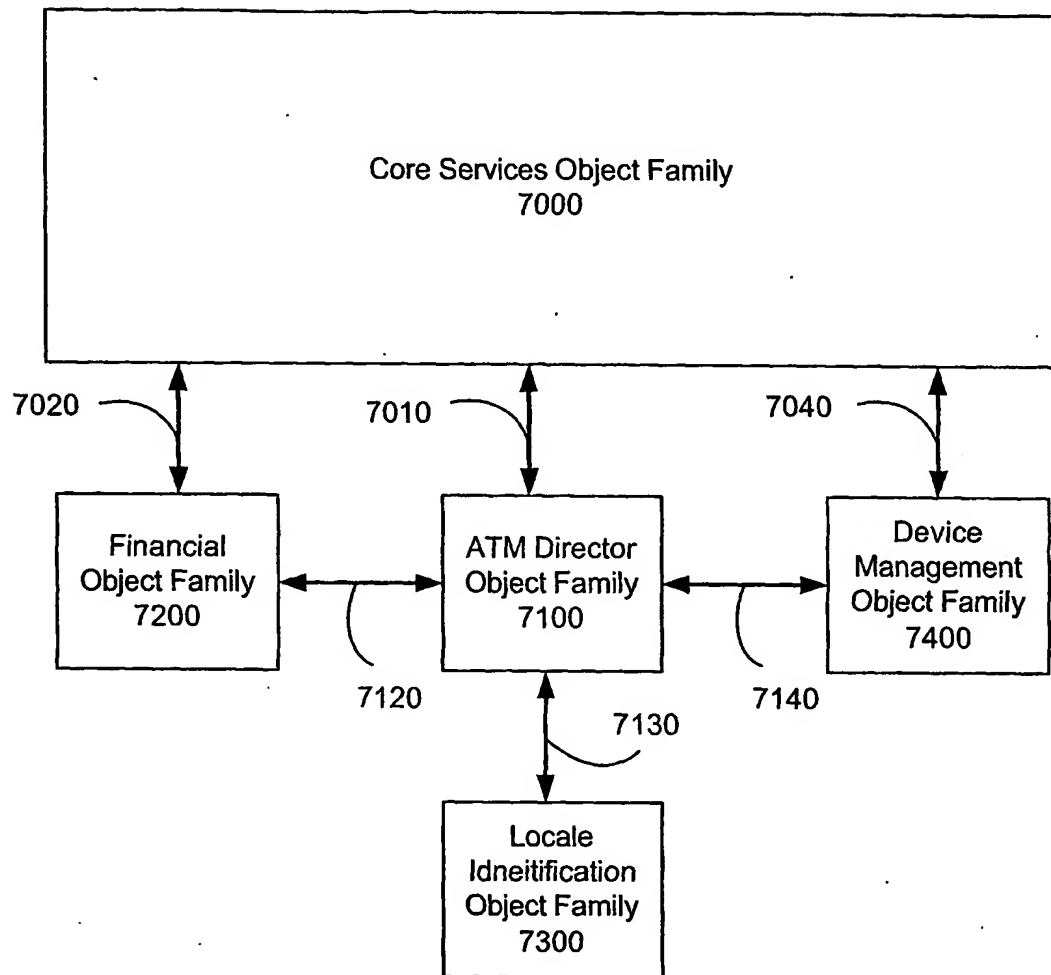 Core Services Object Family
7000
7020
7010
7040
Financial
Object Family
7200
ATM Director
Object Family
7100
Device
Management
Object Family
7400
7120
7140
7130
Locale
Idneitification
Object Family
7300